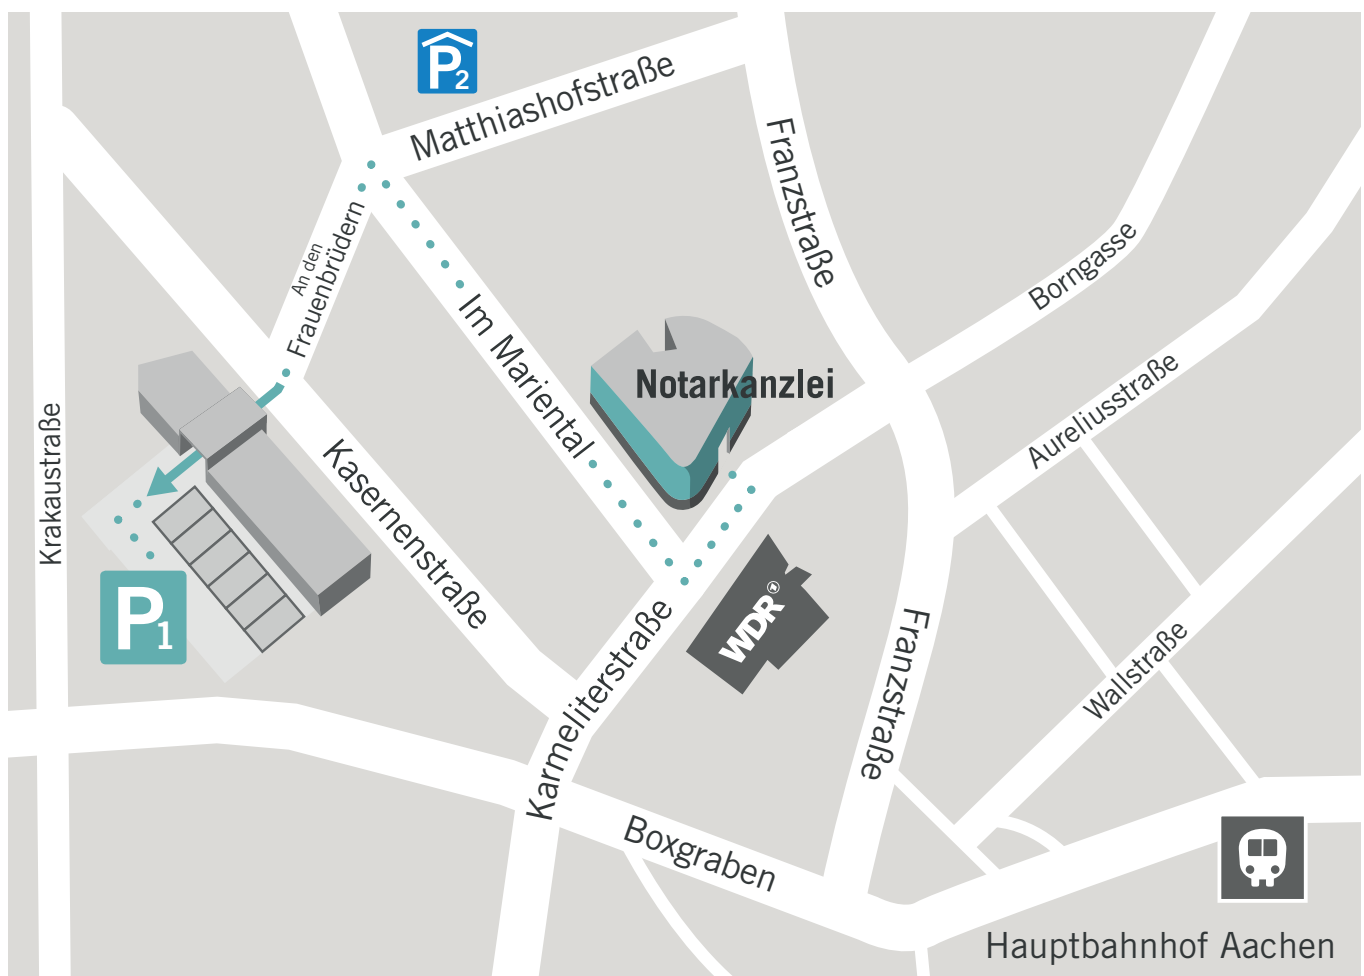 P2
Matthiashofstraße
Franzstraße
An den
Frauenbrüdern
Borngasse
Im Mariental
Notarkanzlei
Aureliusstraße
Krakaustraße
Kasernenstraße
P1
WDR
Karmeliterstraße
Franzstraße
Wallstraße
Boxgraben
Hauptbahnhof Aachen